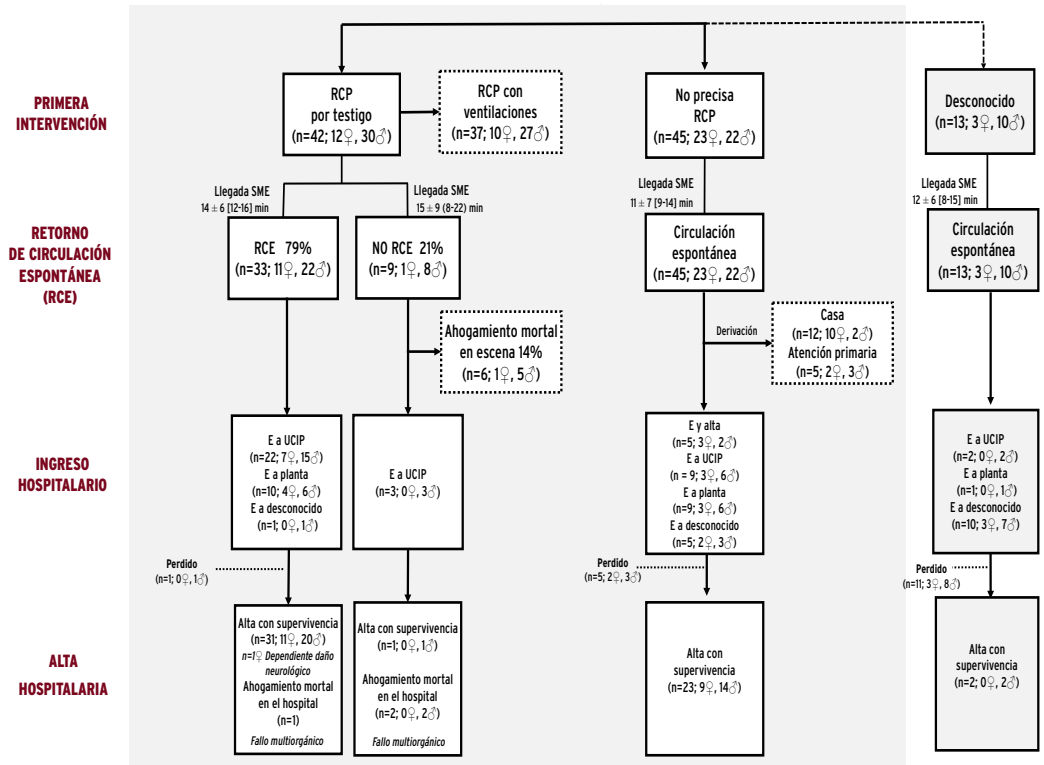 PRIMERA
INTERVENCIÓN
RCP
por testigo
(n=42; 12♀, 30♂)
RCP con
ventilaciones
(n=37; 10♀, 27♂)
No precisa
RCP
(n=45; 23♀, 22♂)
Desconocido
(n=13; 3♀, 10♂)
Llegada SME
14 ± 6 [12-16] min
Llegada SME
15 ± 9 (8-22) min
Llegada SME
11 ± 7 [9-14] min
Llegada SME
12 ± 6 [8-15] min
RETORNO
DE CIRCULACIÓN
ESPONTÁNEA
(RCE)
RCE 79%
(n=33; 11♀, 22♂)
NO RCE 21%
(n=9; 1♀, 8♂)
Circulación
espontánea
(n=45; 23♀, 22♂)
Circulación
espontánea
(n=13; 3♀, 10♂)
Ahogamiento mortal
en escena 14%
(n=6; 1♀, 5♂)
Derivación
Casa
(n=12; 10♀, 2♂)
Atención primaria
(n=5; 2♀, 3♂)
INGRESO
HOSPITALARIO
E a UCIP
(n=22; 7♀, 15♂)
E a planta
(n=10; 4♀, 6♂)
E a desconocido
(n=1; 0♀, 1♂)
E a UCIP
(n=3; 0♀, 3♂)
E y alta
(n=5; 3♀, 2♂)
E a UCIP
(n = 9; 3♀, 6♂)
E a planta
(n=9; 3♀, 6♂)
E a desconocido
(n=5; 2♀, 3♂)
E a UCIP
(n=2; 0♀, 2♂)
E a planta
(n=1; 0♀, 1♂)
E a desconocido
(n=10; 3♀, 7♂)
Perdido
(n=1; 0♀, 1♂)
Perdido
(n=5; 2♀, 3♂)
Perdido
(n=11; 3♀, 8♂)
ALTA
HOSPITALARIA
Alta con supervivencia
(n=31; 11♀, 20♂)
n=1♀ Dependiente daño
neurológico
Ahogamiento mortal
en el hospital
(n=1)
Fallo multiorgánico
Alta con supervivencia
(n=1; 0♀, 1♂)
Ahogamiento mortal
en el hospital
(n=2; 0♀, 2♂)
Fallo multiorgánico
Alta con
supervivencia
(n=23; 9♀, 14♂)
Alta con
supervivencia
(n=2; 0♀, 2♂)